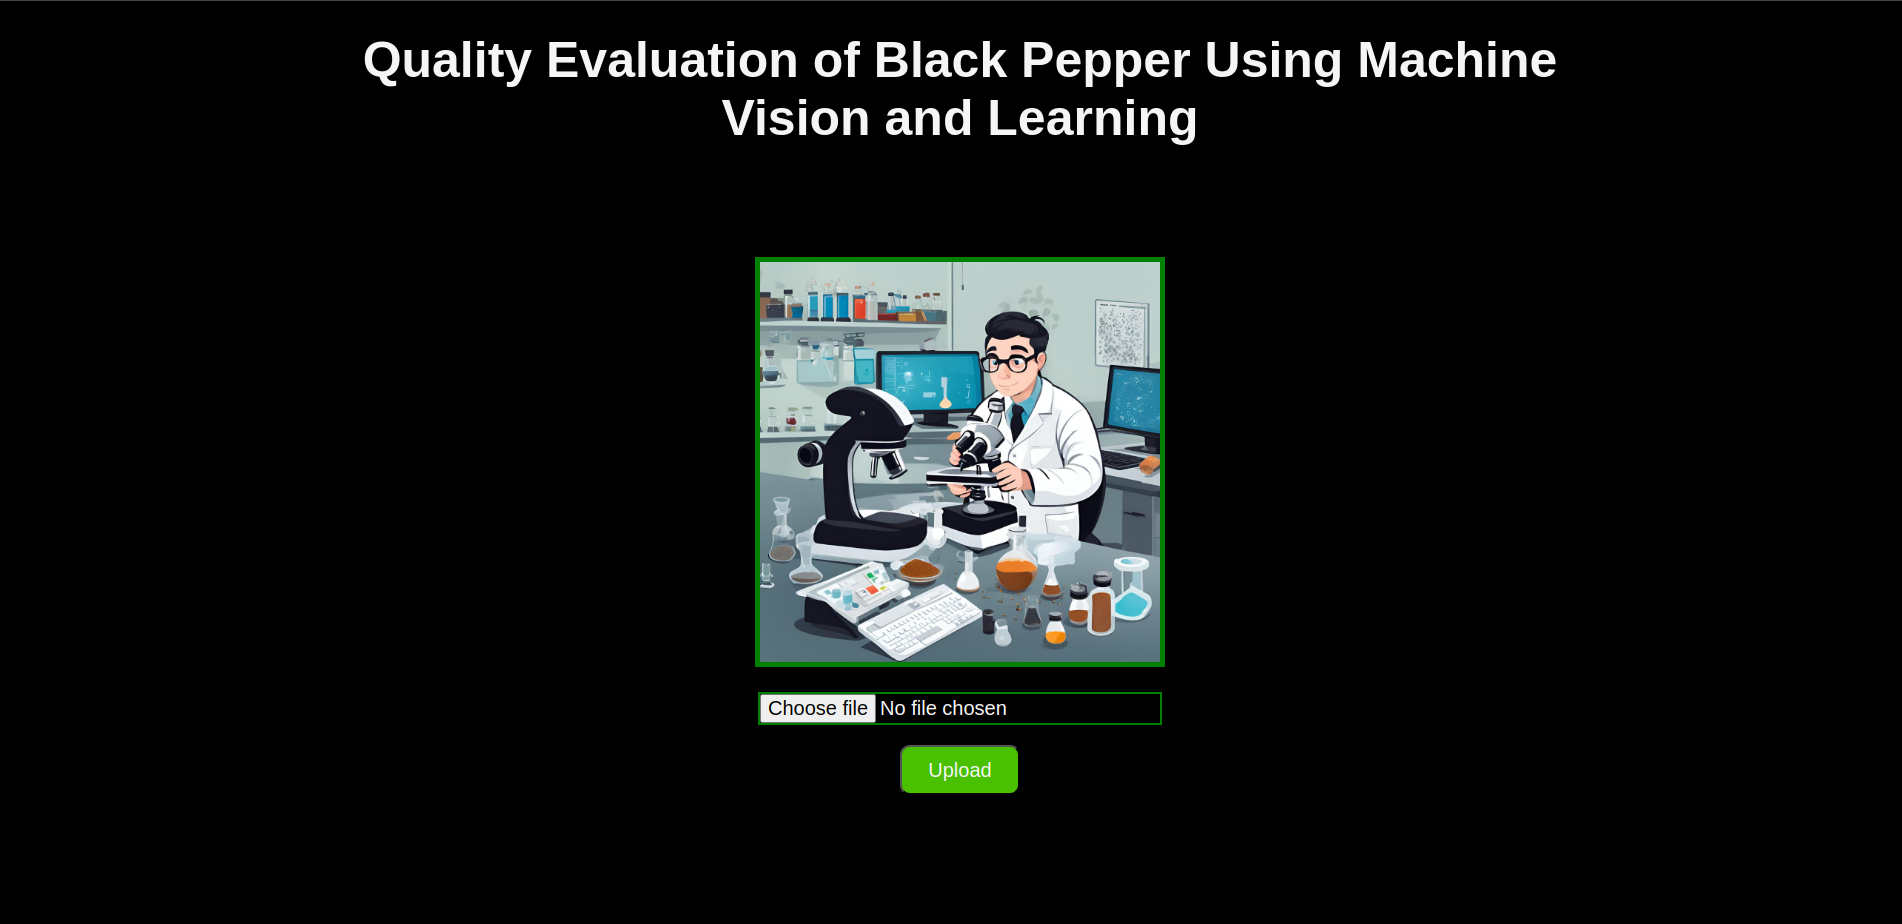 Quality Evaluation of Black Pepper Using Machine
Vision and Learning
Choose file No file chosen
Upload